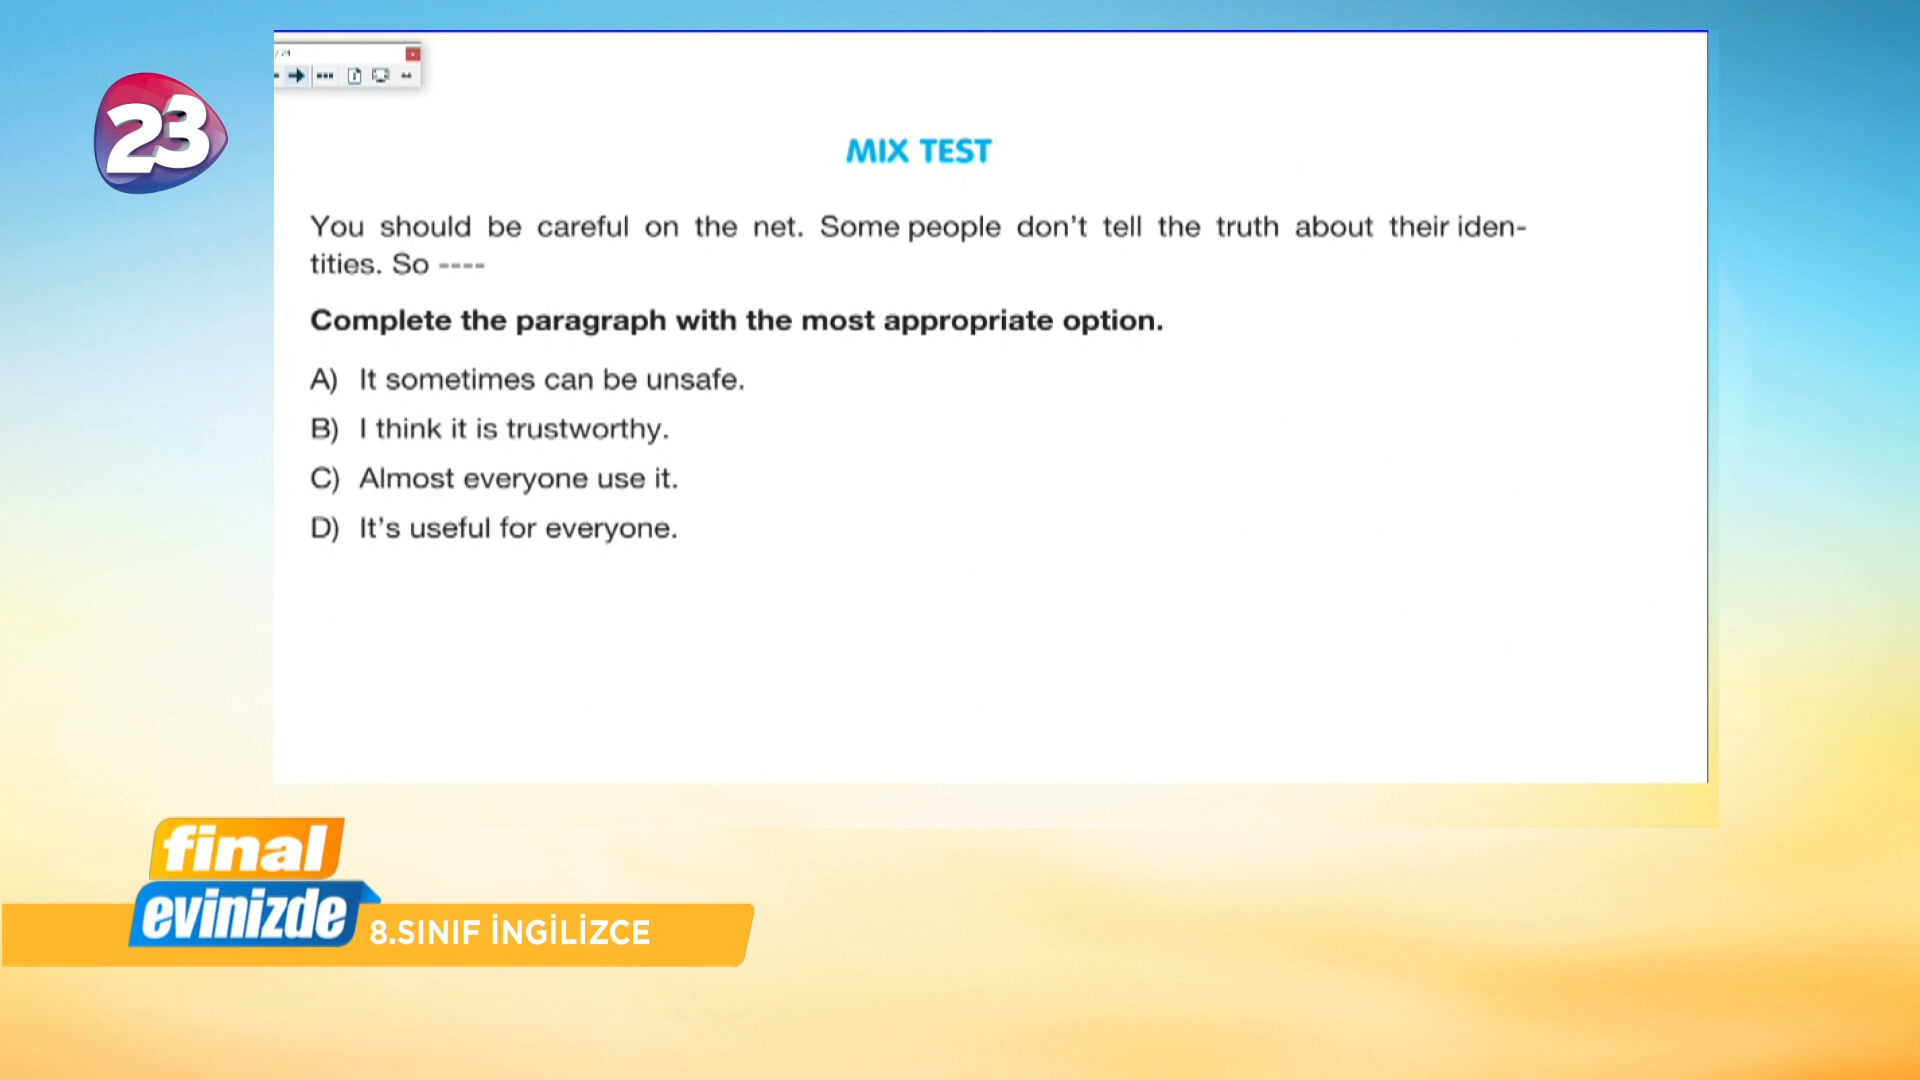 / 24
23
MIX TEST
You should be careful on the net. Some people don't tell the truth about their iden-
tities. So ----
Complete the paragraph with the most appropriate option.
A) It sometimes can be unsafe.
B) I think it is trustworthy.
C) Almost everyone use it.
D) It's useful for everyone.
final
evinizde
8.SINIF İNGİLİZCE